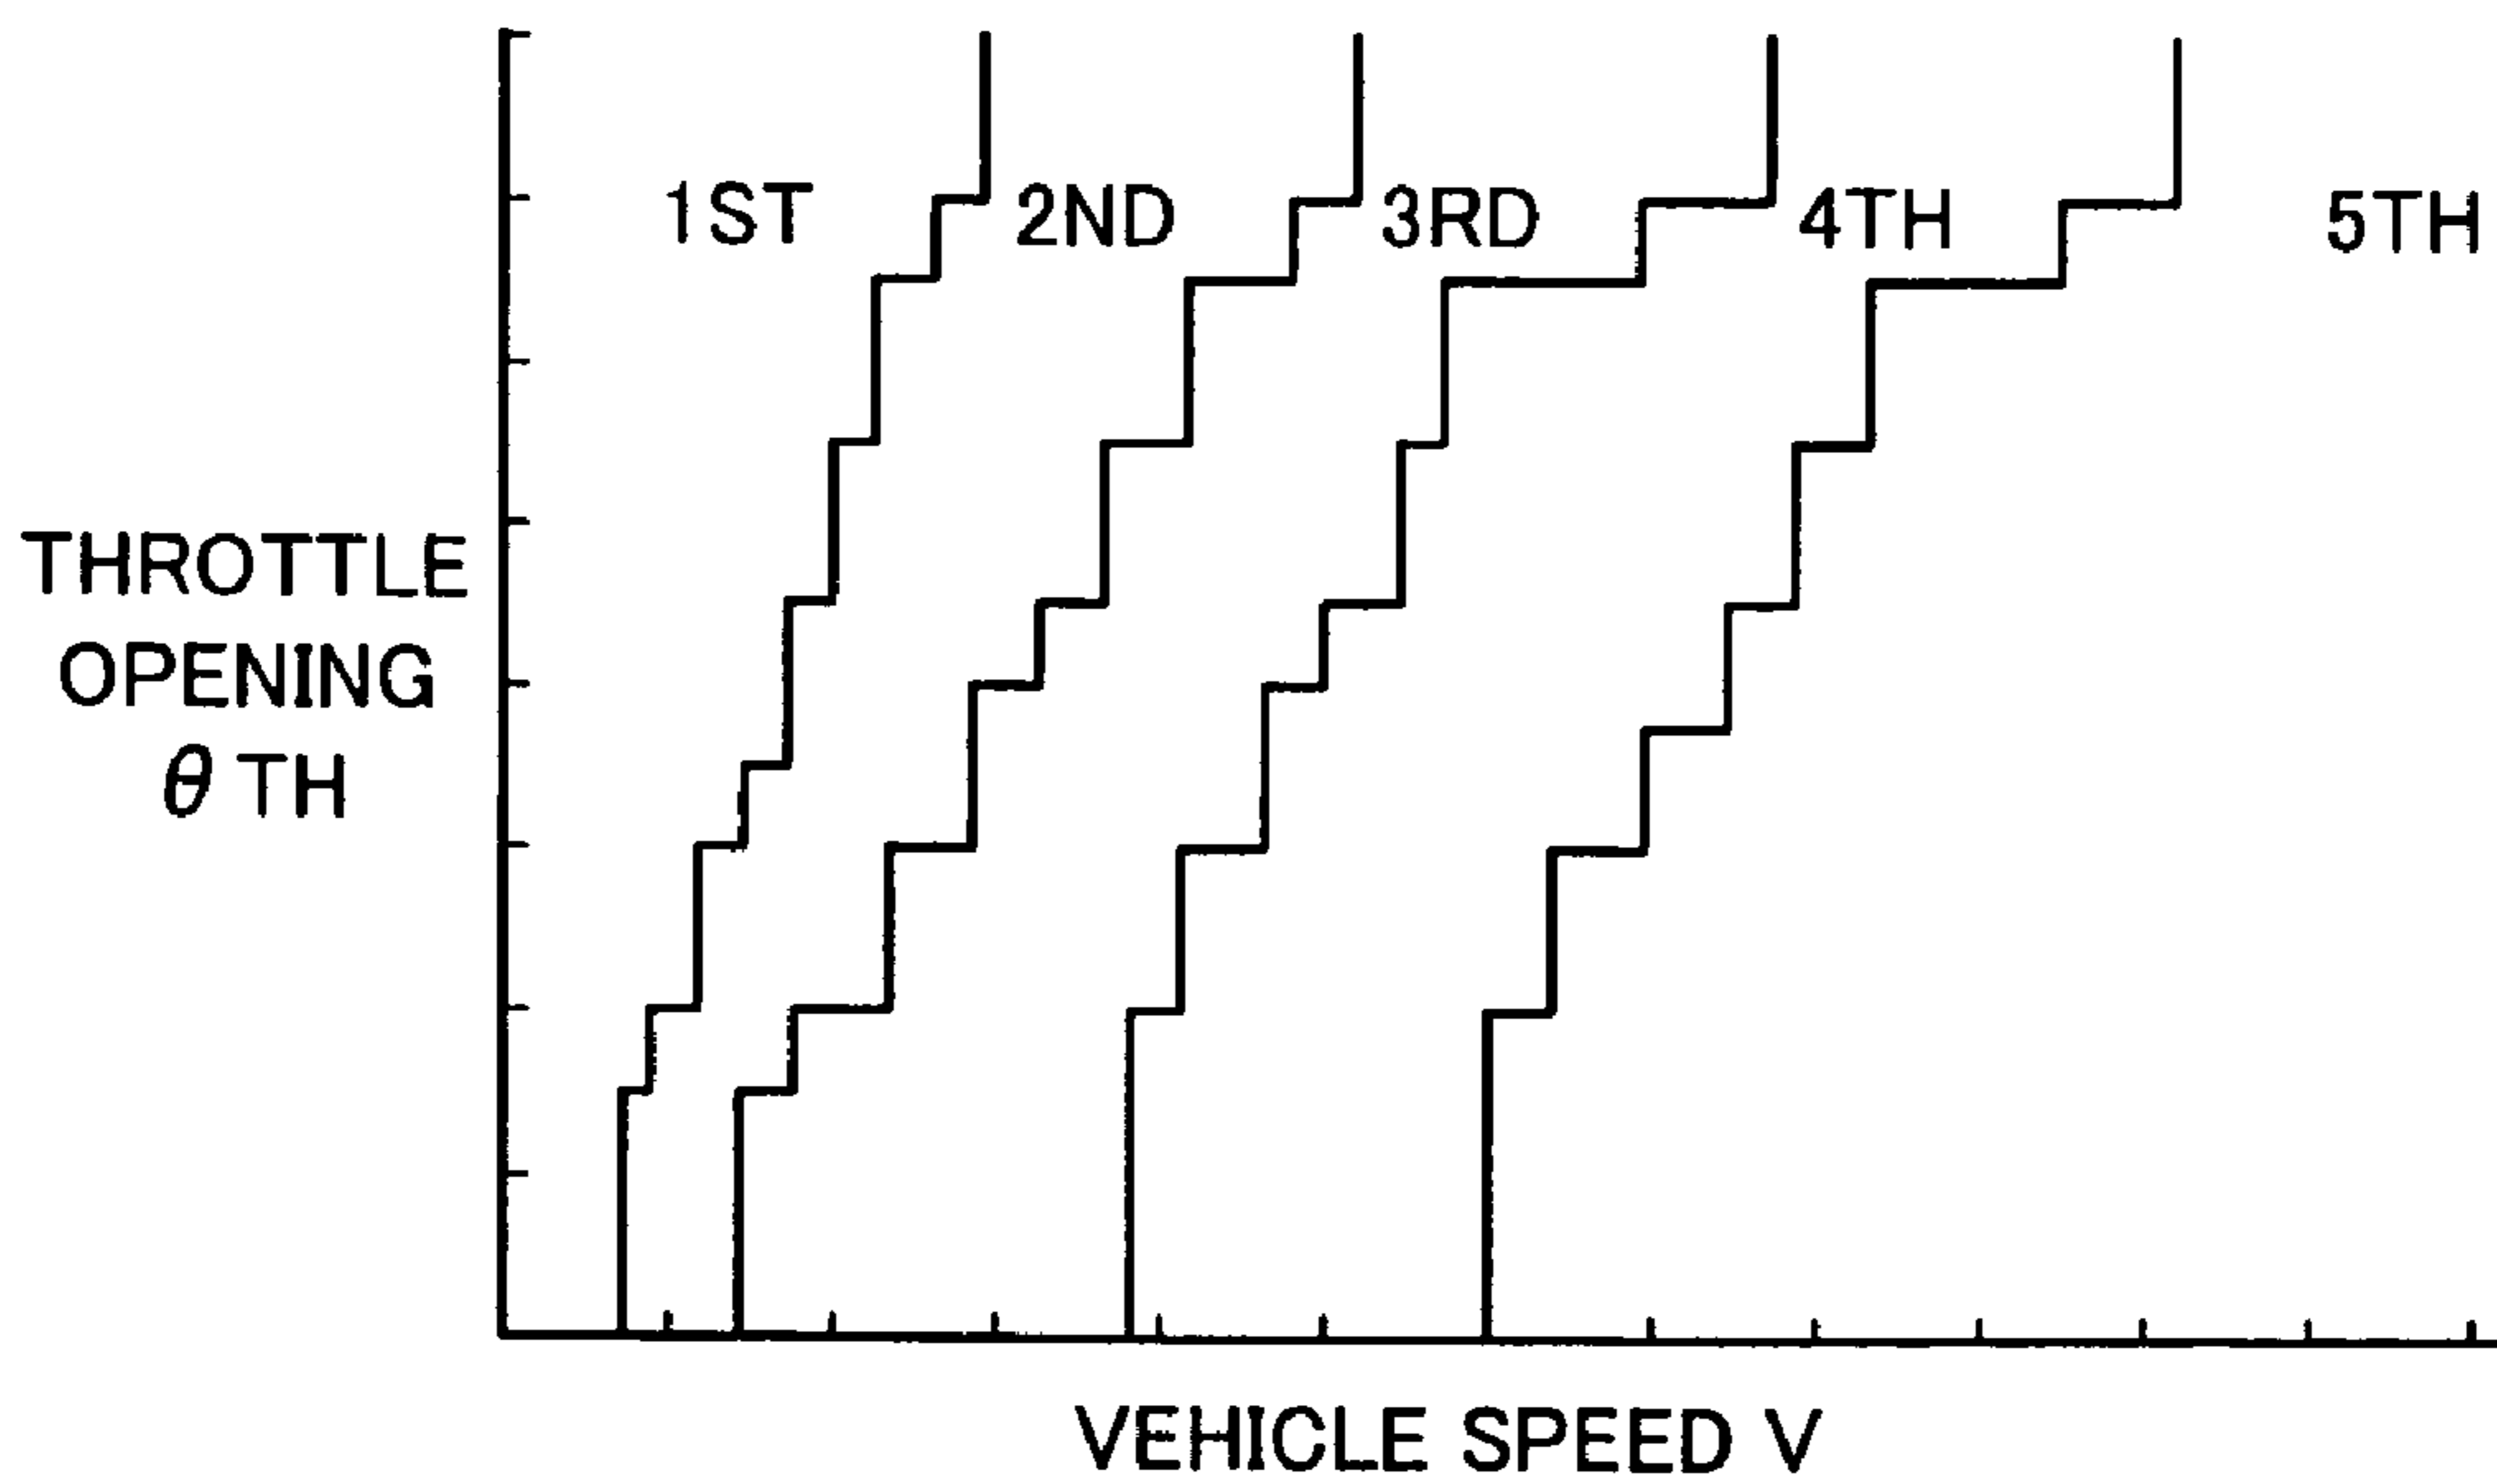 1ST 2ND 3RD 4TH 5TH
THROTTLE
OPENING
θ TH
VEHICLE SPEED V